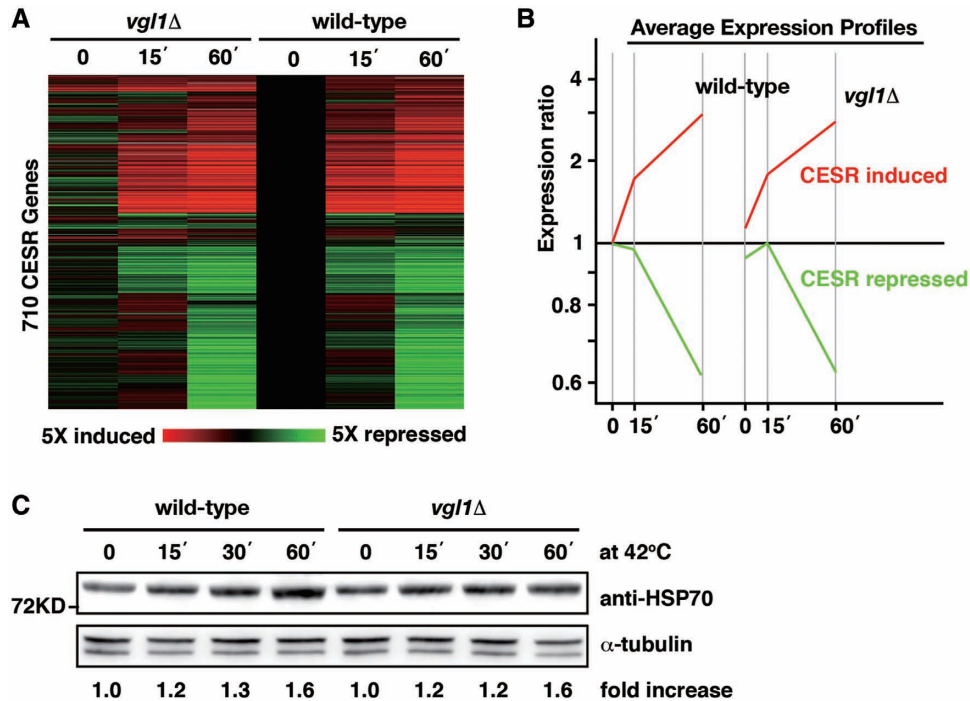 A
vgl1Δ wild-type
0 15′ 60′ 0 15′ 60′
710 CESR Genes
5X induced 5X repressed
B
Average Expression Profiles
Expression ratio
4
2
1
0.8
0.6
wild-type
vgl1Δ
CESR induced
CESR repressed
0 15′ 60′ 0 15′ 60′
C
wild-type vgl1Δ
0 15′ 30′ 60′ 0 15′ 30′ 60′ at 42ºC
72KD
anti-HSP70
α-tubulin
1.0 1.2 1.3 1.6 1.0 1.2 1.2 1.6 fold increase